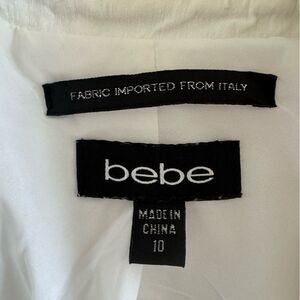 FABRIC IMPORTED FROM ITALY
bebe
MADE IN
CHINA
10